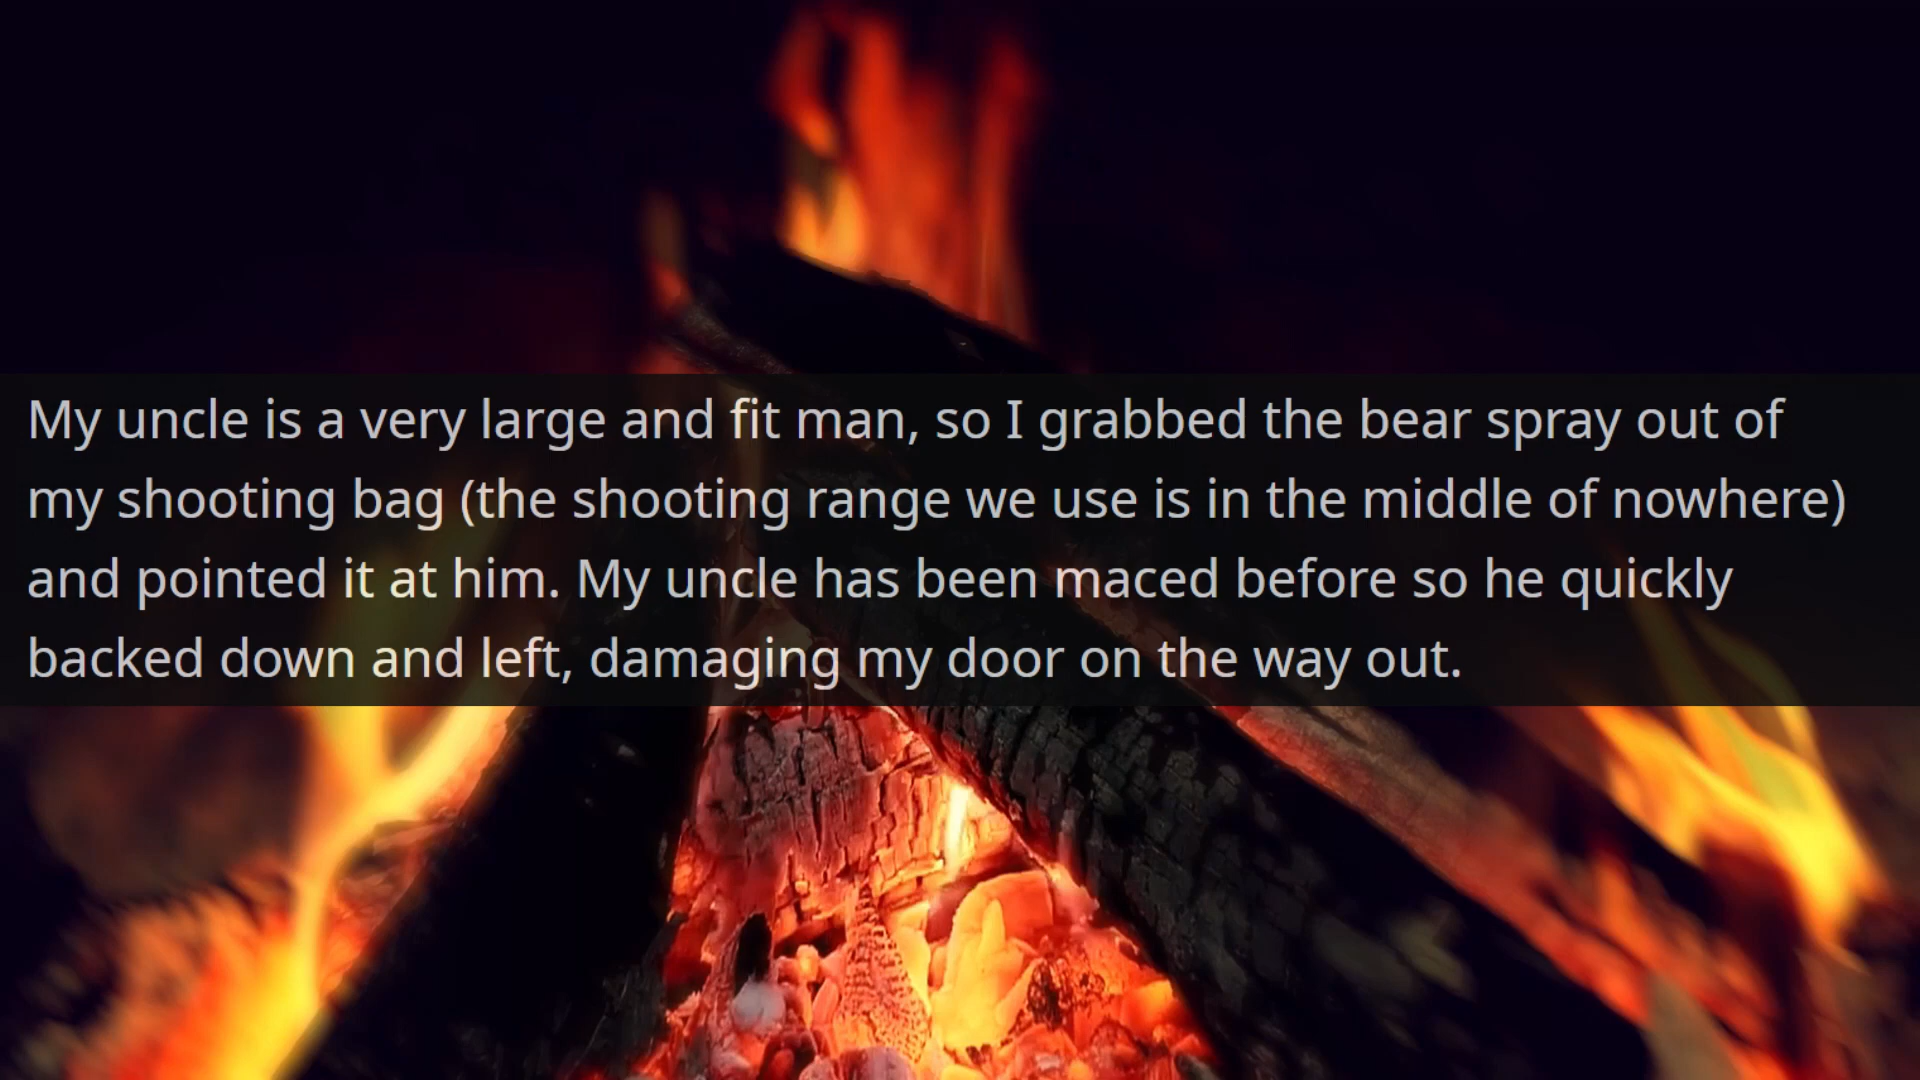 My uncle is a very large and fit man, so I grabbed the bear spray out of
my shooting bag (the shooting range we use is in the middle of nowhere)
and pointed it at him. My uncle has been maced before so he quickly
backed down and left, damaging my door on the way out.